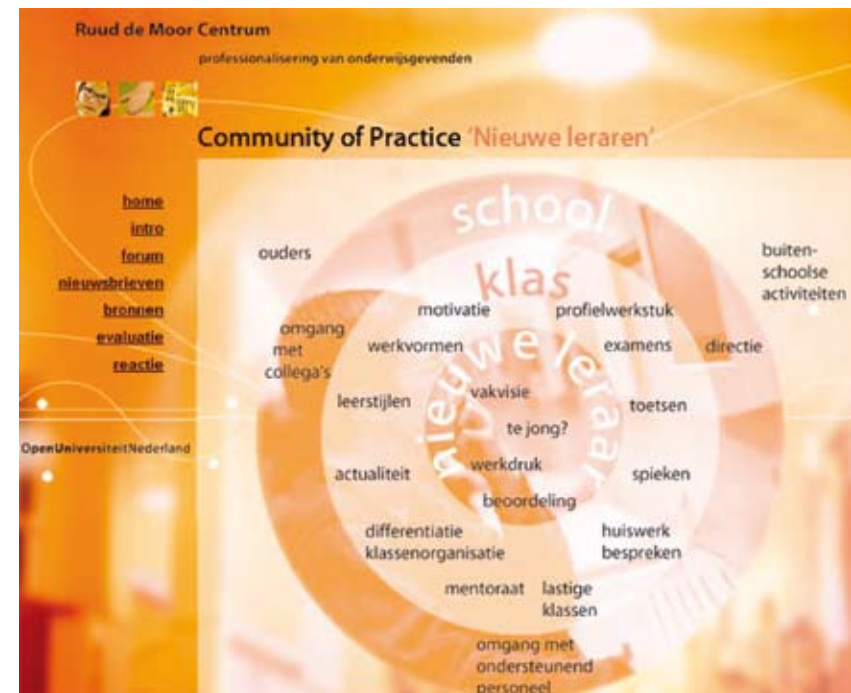 Ruud de Moor Centrum
professionalisering van onderwijsgevenden
Community of Practice 'Nieuwe leraren'
home
intro
forum
nieuwsbrieven
bronnen
evaluatie
reactie
OpenUniversiteitNederland
school
klas
nieuwe leraar
ouders
buiten-
schoolse
activiteiten
motivatie
profielwerkstuk
omgang
met
collega's
werkvormen
examens
directie
leerstijlen
vakvisie
toetsen
te jong?
actualiteit
werkdruk
spieken
beoordeling
differentiatie
klassenorganisatie
huiswerk
bespreken
mentoraat
lastige
klassen
omgang met
ondersteunend
personeel